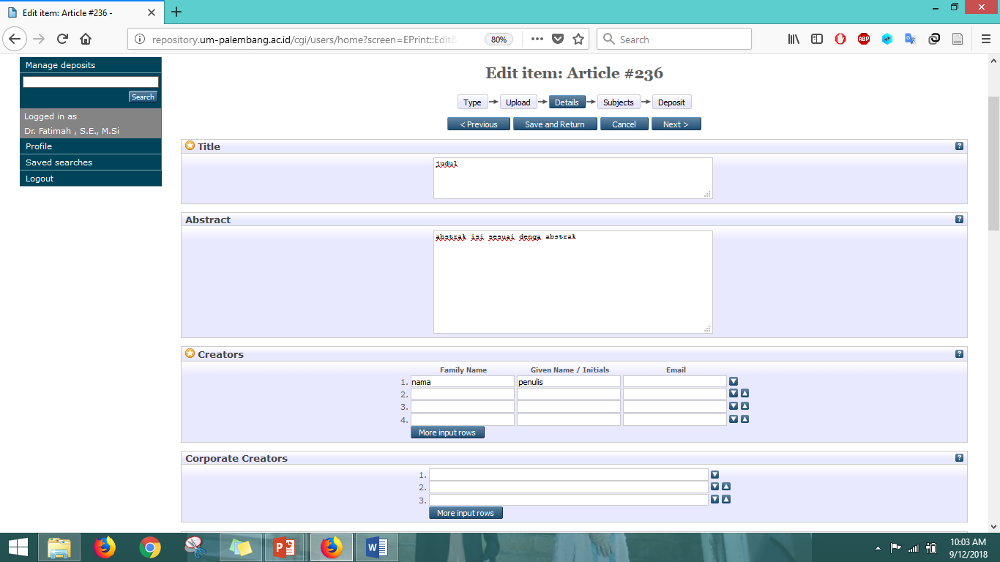 Edit item: Article #236 -
repository.um-palembang.ac.id/cgi/users/home?screen=EPrint::Edit&
80%
Search
ABP
Manage deposits
Search
Logged in as
Dr. Fatimah , S.E., M.Si
Profile
Saved searches
Logout
Edit item: Article #236
Type
Upload
Details
Subjects
Deposit
< Previous
Save and Return
Cancel
Next >
Title
?
judul
Abstract
?
abstrak isi sesuai denga abstrak
Creators
?
Family Name Given Name / Initials Email
1. nama penulis
2.
3.
4.
More input rows
Corporate Creators
?
1.
2.
3.
More input rows
10:03 AM
9/12/2018